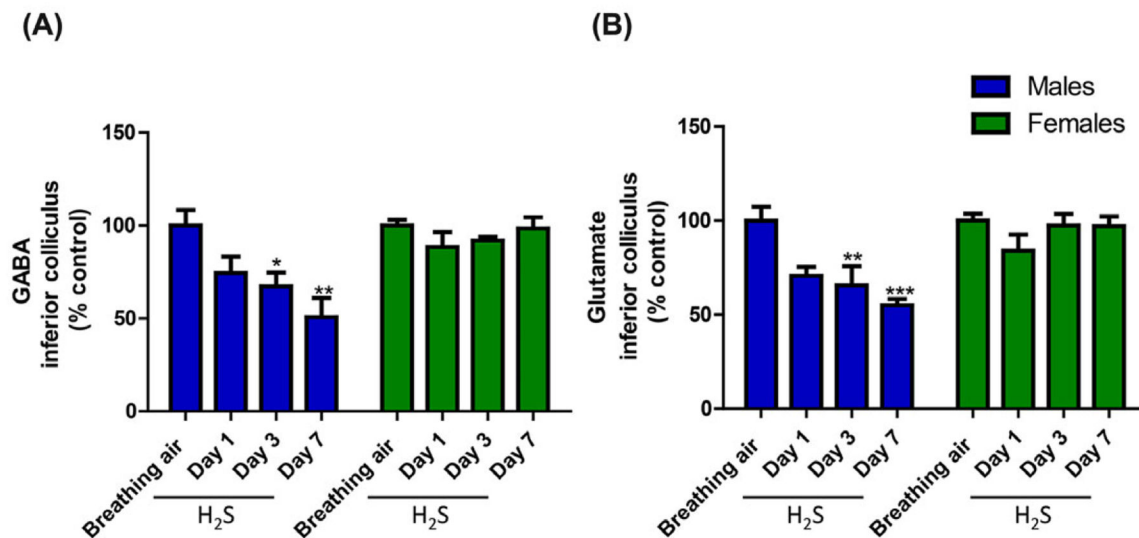 (A)
GABA
inferior colliculus
(% control)
150
100
50
0
*
**
Breathing air
Day 1
Day 3
Day 7
Breathing air
Day 1
Day 3
Day 7
H₂S
H₂S
(B)
Males
Females
Glutamate
inferior colliculus
(% control)
150
100
50
0
**
***
Breathing air
Day 1
Day 3
Day 7
Breathing air
Day 1
Day 3
Day 7
H₂S
H₂S